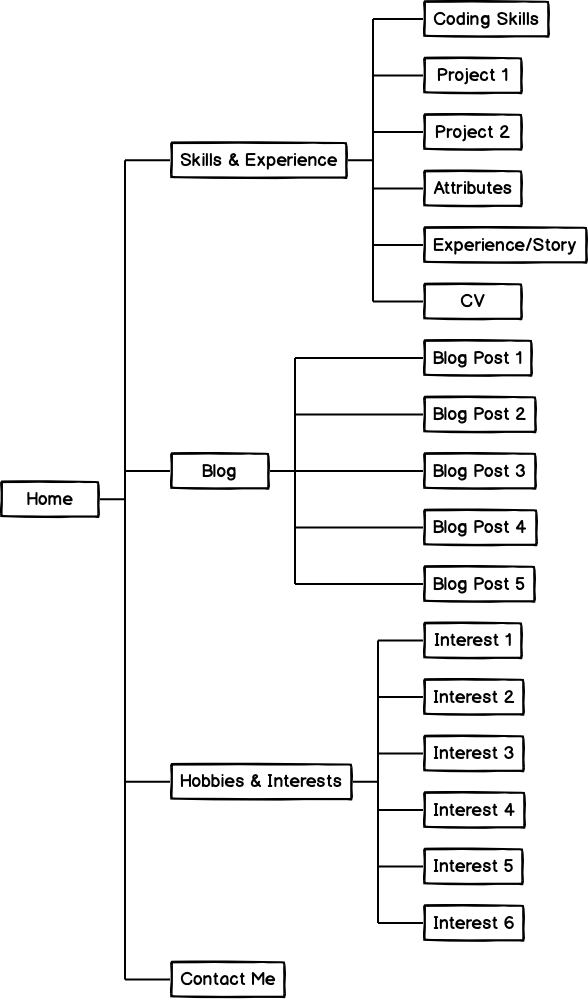 Home
Skills & Experience
Coding Skills
Project 1
Project 2
Attributes
Experience/Story
CV
Blog
Blog Post 1
Blog Post 2
Blog Post 3
Blog Post 4
Blog Post 5
Hobbies & Interests
Interest 1
Interest 2
Interest 3
Interest 4
Interest 5
Interest 6
Contact Me